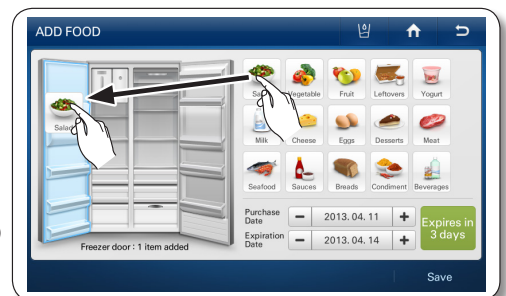 ADD FOOD
Salad
Vegetable
Fruit
Leftovers
Yogurt
Salad
Milk
Cheese
Eggs
Desserts
Meat
Seafood
Sauces
Breads
Condiment
Beverages
Purchase
Date
2013. 04. 11
Expiration
Date
2013. 04. 14
Expires in
3 days
Freezer door : 1 item added
Save